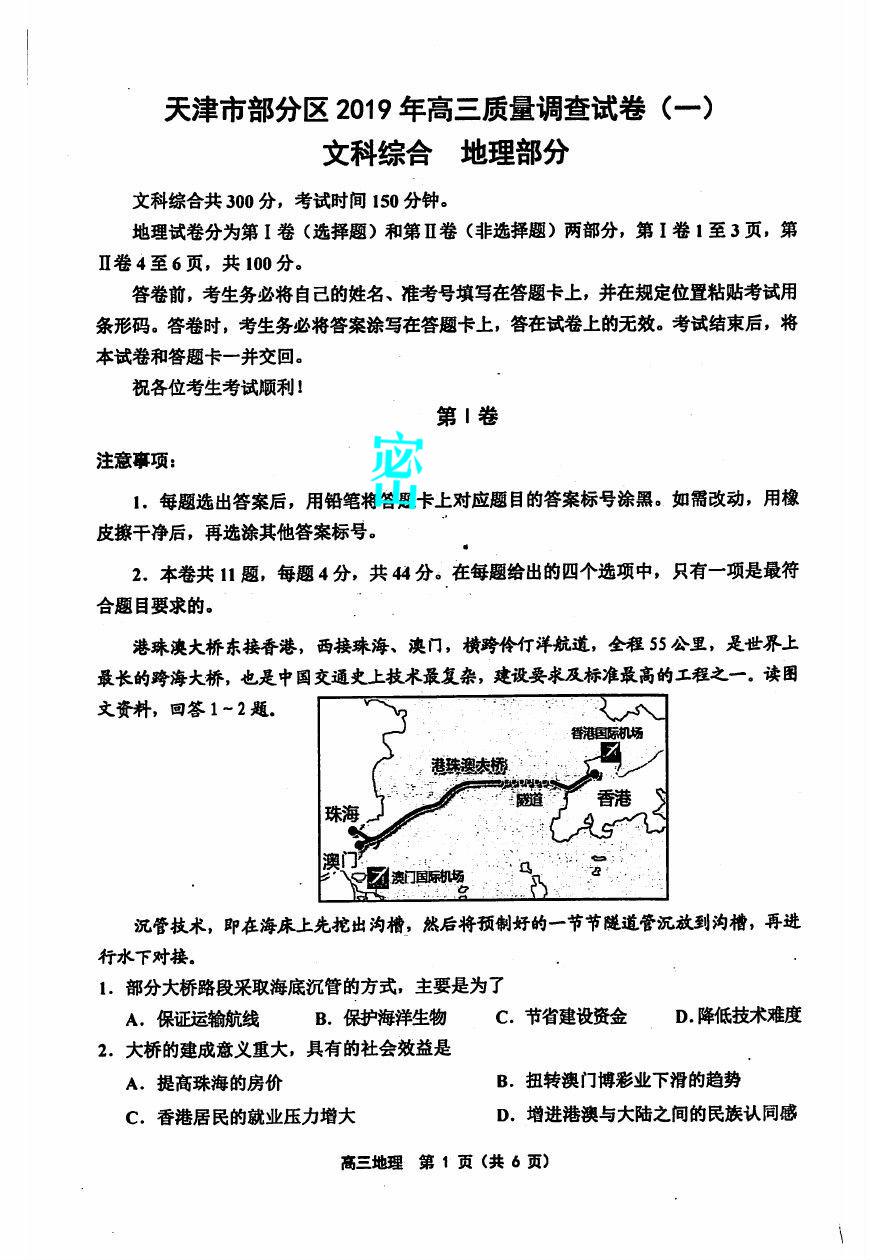 天津市部分区 2019 年高三质量调查试卷（一）
文科综合 地理部分
文科综合共 300 分，考试时间 150 分钟。
地理试卷分为第Ⅰ卷（选择题）和第Ⅱ卷（非选择题）两部分，第Ⅰ卷 1 至 3 页，第
Ⅱ卷 4 至 6 页，共 100 分。
答卷前，考生务必将自己的姓名、准考号填写在答题卡上，并在规定位置粘贴考试用
条形码。答卷时，考生务必将答案涂写在答题卡上，答在试卷上的无效。考试结束后，将
本试卷和答题卡一并交回。
祝各位考生考试顺利！
第Ⅰ卷
注意事项：
1．每题选出答案后，用铅笔将答题卡上对应题目的答案标号涂黑。如需改动，用橡
皮擦干净后，再选涂其他答案标号。
2．本卷共 11 题，每题 4 分，共 44 分。在每题给出的四个选项中，只有一项是最符
合题目要求的。
港珠澳大桥东接香港，西接珠海、澳门，横跨伶仃洋航道，全程 55 公里，是世界上
最长的跨海大桥，也是中国交通史上技术最复杂，建设要求及标准最高的工程之一。读图
文资料，回答 1～2 题。
香港国际机场
港珠澳大桥
隧道
香港
珠海
澳门
澳门国际机场
沉管技术，即在海床上先挖出沟槽，然后将预制好的一节节隧道管沉放到沟槽，再进
行水下对接。
1．部分大桥路段采取海底沉管的方式，主要是为了
A．保证运输航线 B．保护海洋生物 C．节省建设资金 D．降低技术难度
2．大桥的建成意义重大，具有的社会效益是
A．提高珠海的房价 B．扭转澳门博彩业下滑的趋势
C．香港居民的就业压力增大 D．增进港澳与大陆之间的民族认同感
高三地理 第 1 页（共 6 页）